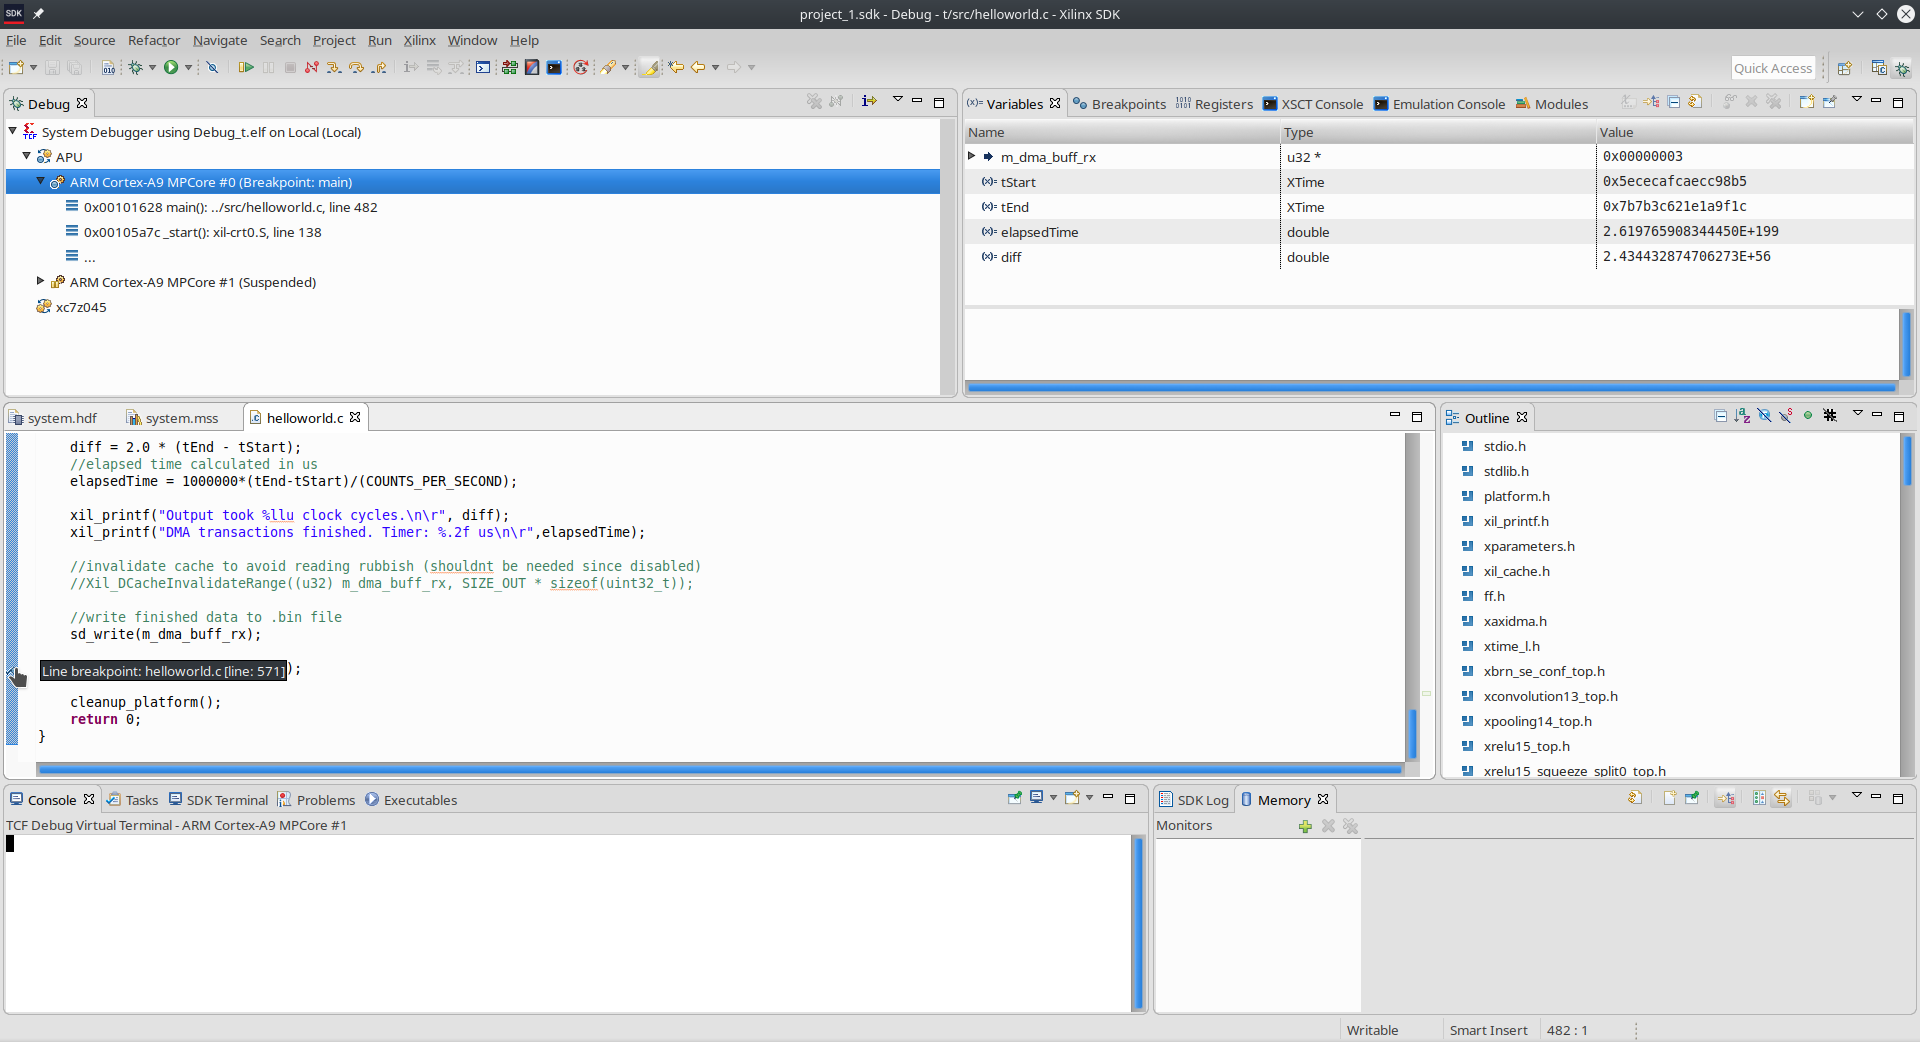 SDK
project_1.sdk - Debug - t/src/helloworld.c - Xilinx SDK
File Edit Source Refactor Navigate Search Project Run Xilinx Window Help
Quick Access
Debug
System Debugger using Debug_t.elf on Local (Local)
APU
ARM Cortex-A9 MPCore #0 (Breakpoint: main)
0x00101628 main(): ../src/helloworld.c, line 482
0x00105a7c _start(): xil-crt0.S, line 138
...
ARM Cortex-A9 MPCore #1 (Suspended)
xc7z045
Variables Breakpoints Registers XSCT Console Emulation Console Modules
Name Type Value
m_dma_buff_rx u32 * 0x00000003
(x)= tStart XTime 0x5ececafcaecc98b5
(x)= tEnd XTime 0x7b7b3c621e1a9f1c
(x)= elapsedTime double 2.619765908344450E+199
(x)= diff double 2.434432874706273E+56
system.hdf system.mss helloworld.c
diff = 2.0 * (tEnd - tStart);
//elapsed time calculated in us
elapsedTime = 1000000*(tEnd-tStart)/(COUNTS_PER_SECOND);
xil_printf("Output took %llu clock cycles.\n\r", diff);
xil_printf("DMA transactions finished. Timer: %.2f us\n\r",elapsedTime);
//invalidate cache to avoid reading rubbish (shouldnt be needed since disabled)
//Xil_DCacheInvalidateRange((u32) m_dma_buff_rx, SIZE_OUT * sizeof(uint32_t));
//write finished data to .bin file
sd_write(m_dma_buff_rx);
Line breakpoint: helloworld.c [line: 571] );
cleanup_platform();
return 0;
}
Outline
stdio.h
stdlib.h
platform.h
xil_printf.h
xparameters.h
xil_cache.h
ff.h
xaxidma.h
xtime_l.h
xbrn_se_conf_top.h
xconvolution13_top.h
xpooling14_top.h
xrelu15_top.h
xrelu15_squeeze_split0_top.h
Console Tasks SDK Terminal Problems Executables
TCF Debug Virtual Terminal - ARM Cortex-A9 MPCore #1
SDK Log Memory
Monitors
Writable Smart Insert 482 : 1